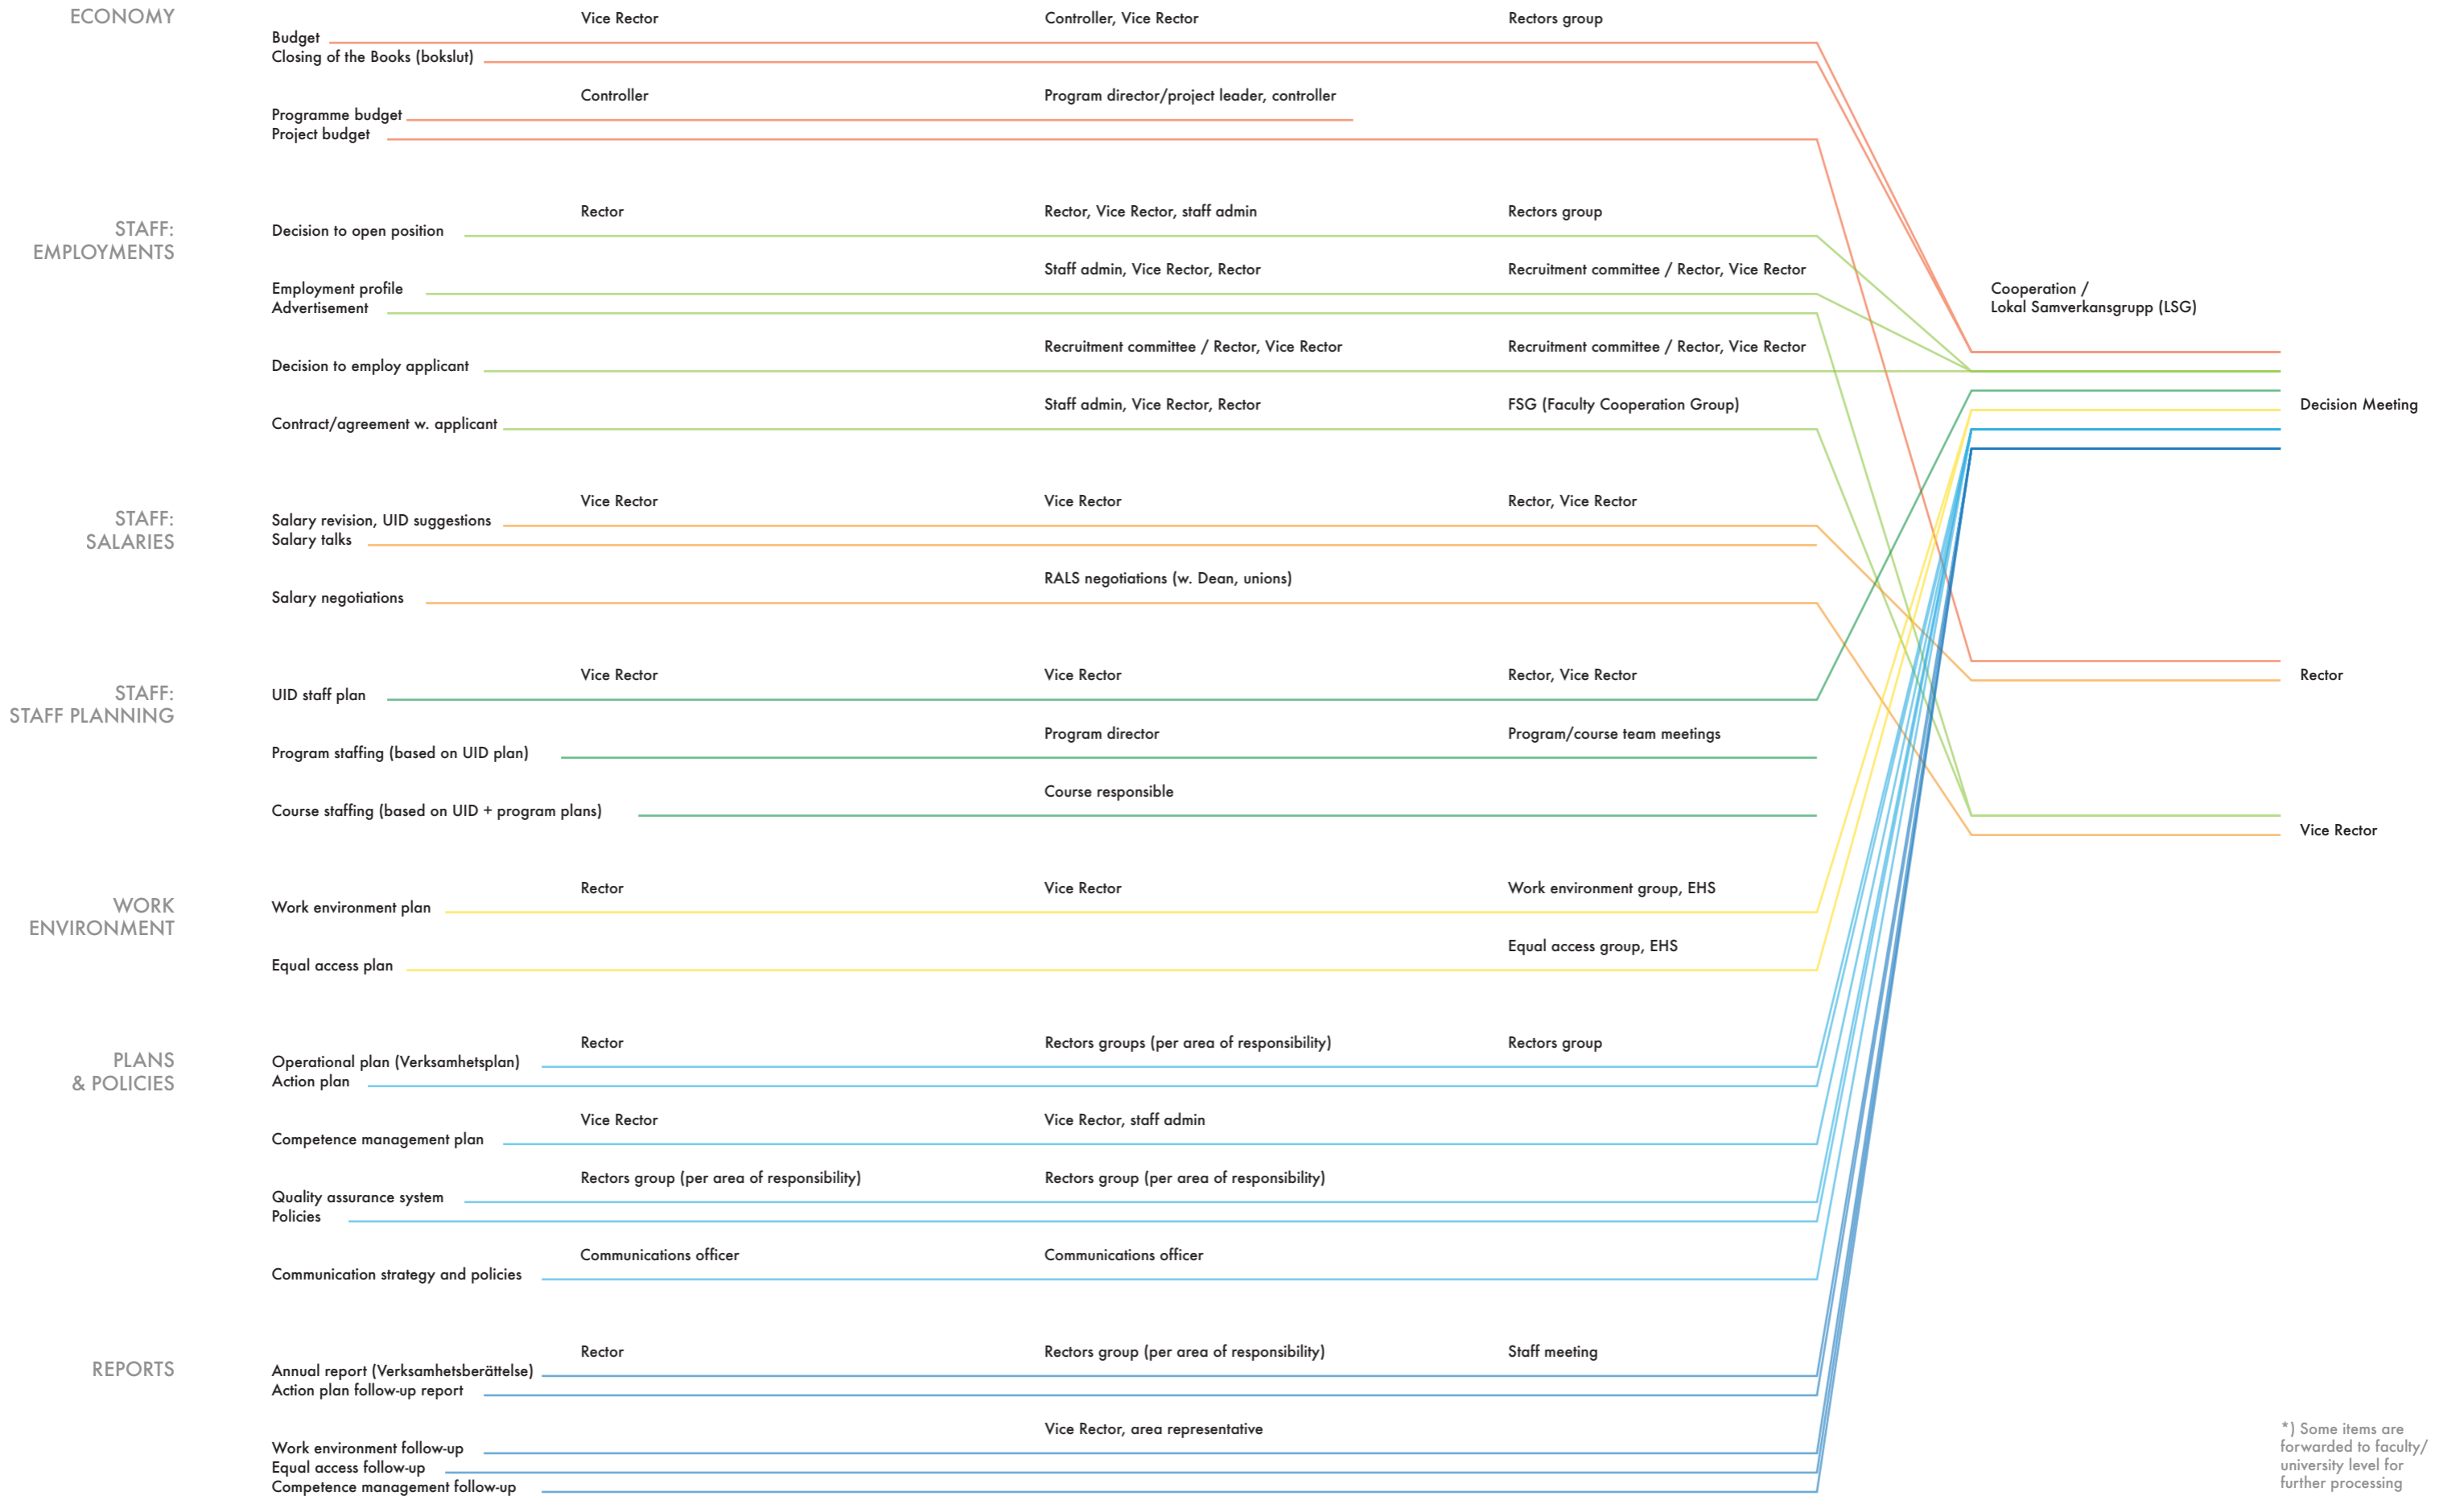 ECONOMY
Vice Rector
Controller, Vice Rector
Rectors group
Budget
Closing of the Books (bokslut)
Controller
Program director/project leader, controller
Programme budget
Project budget
STAFF:
EMPLOYMENTS
Rector
Rector, Vice Rector, staff admin
Rectors group
Decision to open position
Staff admin, Vice Rector, Rector
Recruitment committee / Rector, Vice Rector
Employment profile
Advertisement
Recruitment committee / Rector, Vice Rector
Recruitment committee / Rector, Vice Rector
Decision to employ applicant
Staff admin, Vice Rector, Rector
FSG (Faculty Cooperation Group)
Contract/agreement w. applicant
Cooperation /
Lokal Samverkansgrupp (LSG)
Decision Meeting
STAFF:
SALARIES
Vice Rector
Vice Rector
Rector, Vice Rector
Salary revision, UID suggestions
Salary talks
RALS negotiations (w. Dean, unions)
Salary negotiations
Rector
STAFF:
STAFF PLANNING
Vice Rector
Vice Rector
Rector, Vice Rector
UID staff plan
Program director
Program/course team meetings
Program staffing (based on UID plan)
Course responsible
Course staffing (based on UID + program plans)
Vice Rector
WORK
ENVIRONMENT
Rector
Vice Rector
Work environment group, EHS
Work environment plan
Equal access group, EHS
Equal access plan
PLANS
& POLICIES
Rector
Rectors groups (per area of responsibility)
Rectors group
Operational plan (Verksamhetsplan)
Action plan
Vice Rector
Vice Rector, staff admin
Competence management plan
Rectors group (per area of responsibility)
Rectors group (per area of responsibility)
Quality assurance system
Policies
Communications officer
Communications officer
Communication strategy and policies
REPORTS
Rector
Rectors group (per area of responsibility)
Staff meeting
Annual report (Verksamhetsberättelse)
Action plan follow-up report
Vice Rector, area representative
Work environment follow-up
Equal access follow-up
Competence management follow-up
*) Some items are
forwarded to faculty/
university level for
further processing